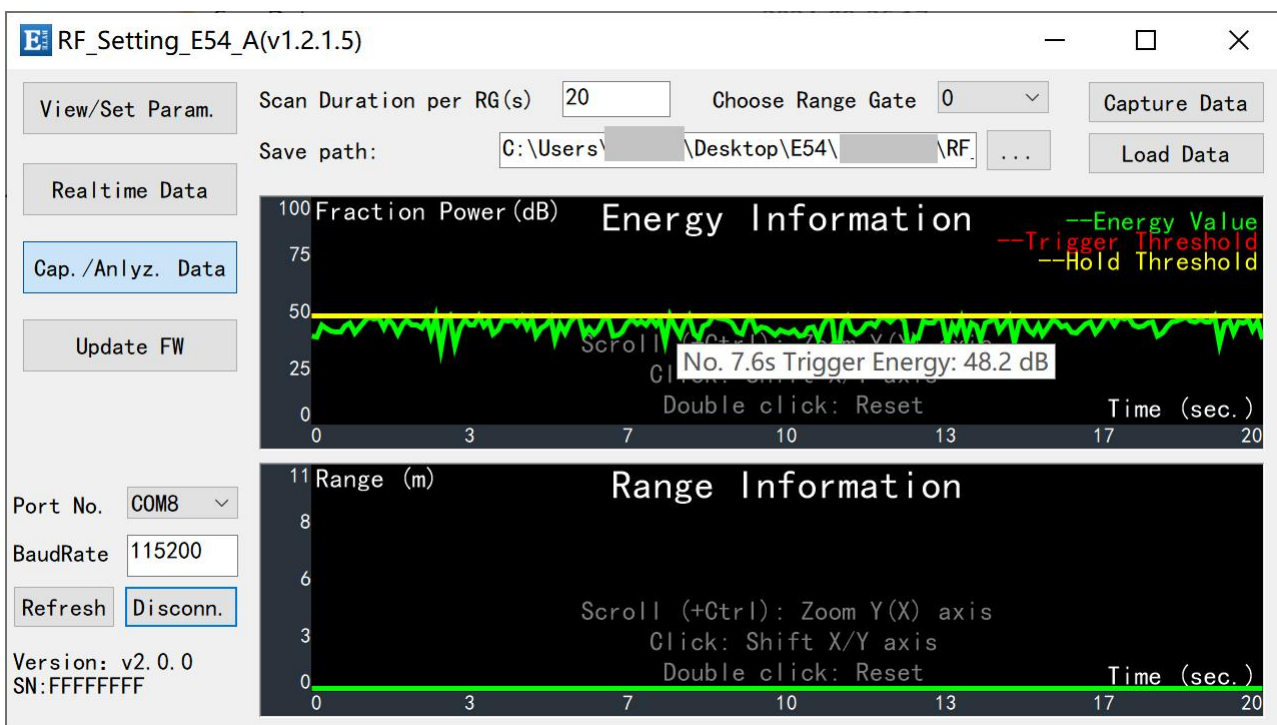 RF_Setting_E54_A(v1.2.1.5)
View/Set Param.
Realtime Data
Cap./Anlyz. Data
Update FW
Port No. COM8
BaudRate 115200
Refresh Disconn.
Version: v2.0.0
SN:FFFFFFFF
Scan Duration per RG(s) 20 Choose Range Gate 0 Capture Data
Save path: C:\Users\ \Desktop\E54\ \RF_ ... Load Data
100 Fraction Power(dB) Energy Information
--Energy Value
--Trigger Threshold
--Hold Threshold
75
50
25
0
Double click: Reset
No. 7.6s Trigger Energy: 48.2 dB
Time (sec.)
0 3 7 10 13 17 20
11 Range (m) Range Information
8
6
3
0
Scroll (+Ctrl): Zoom Y(X) axis
Click: Shift X/Y axis
Double click: Reset
Time (sec.)
0 3 7 10 13 17 20